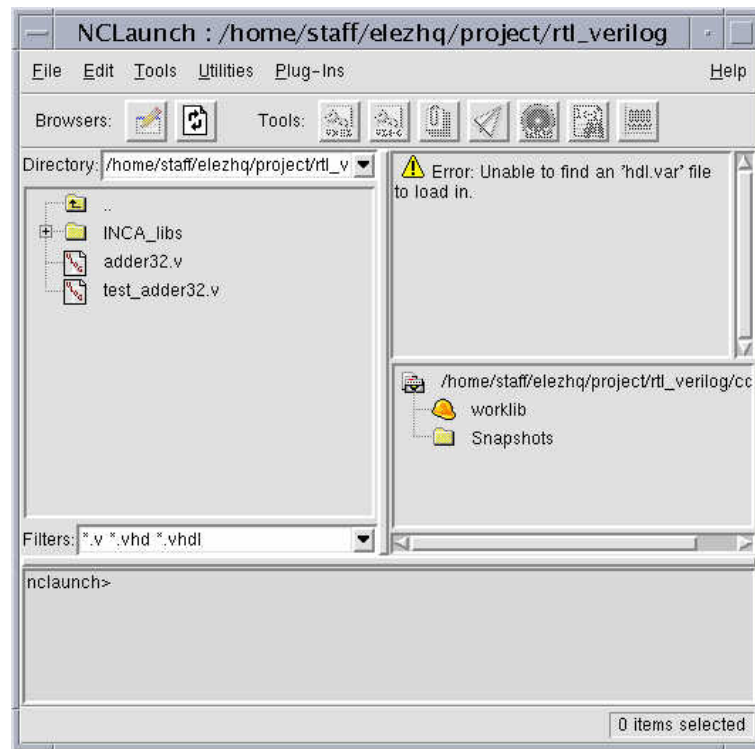 NCLaunch : /home/staff/elezhq/project/rtl_verilog
File Edit Tools Utilities Plug-Ins Help
Browsers: Tools:
Directory: /home/staff/elezhq/project/rtl_v
..
INCA_libs
adder32.v
test_adder32.v
Error: Unable to find an 'hdl.var' file
to load in.
/home/staff/elezhq/project/rtl_verilog/cc
worklib
Snapshots
Filters: *.v *.vhd *.vhdl
nclaunch>
0 items selected